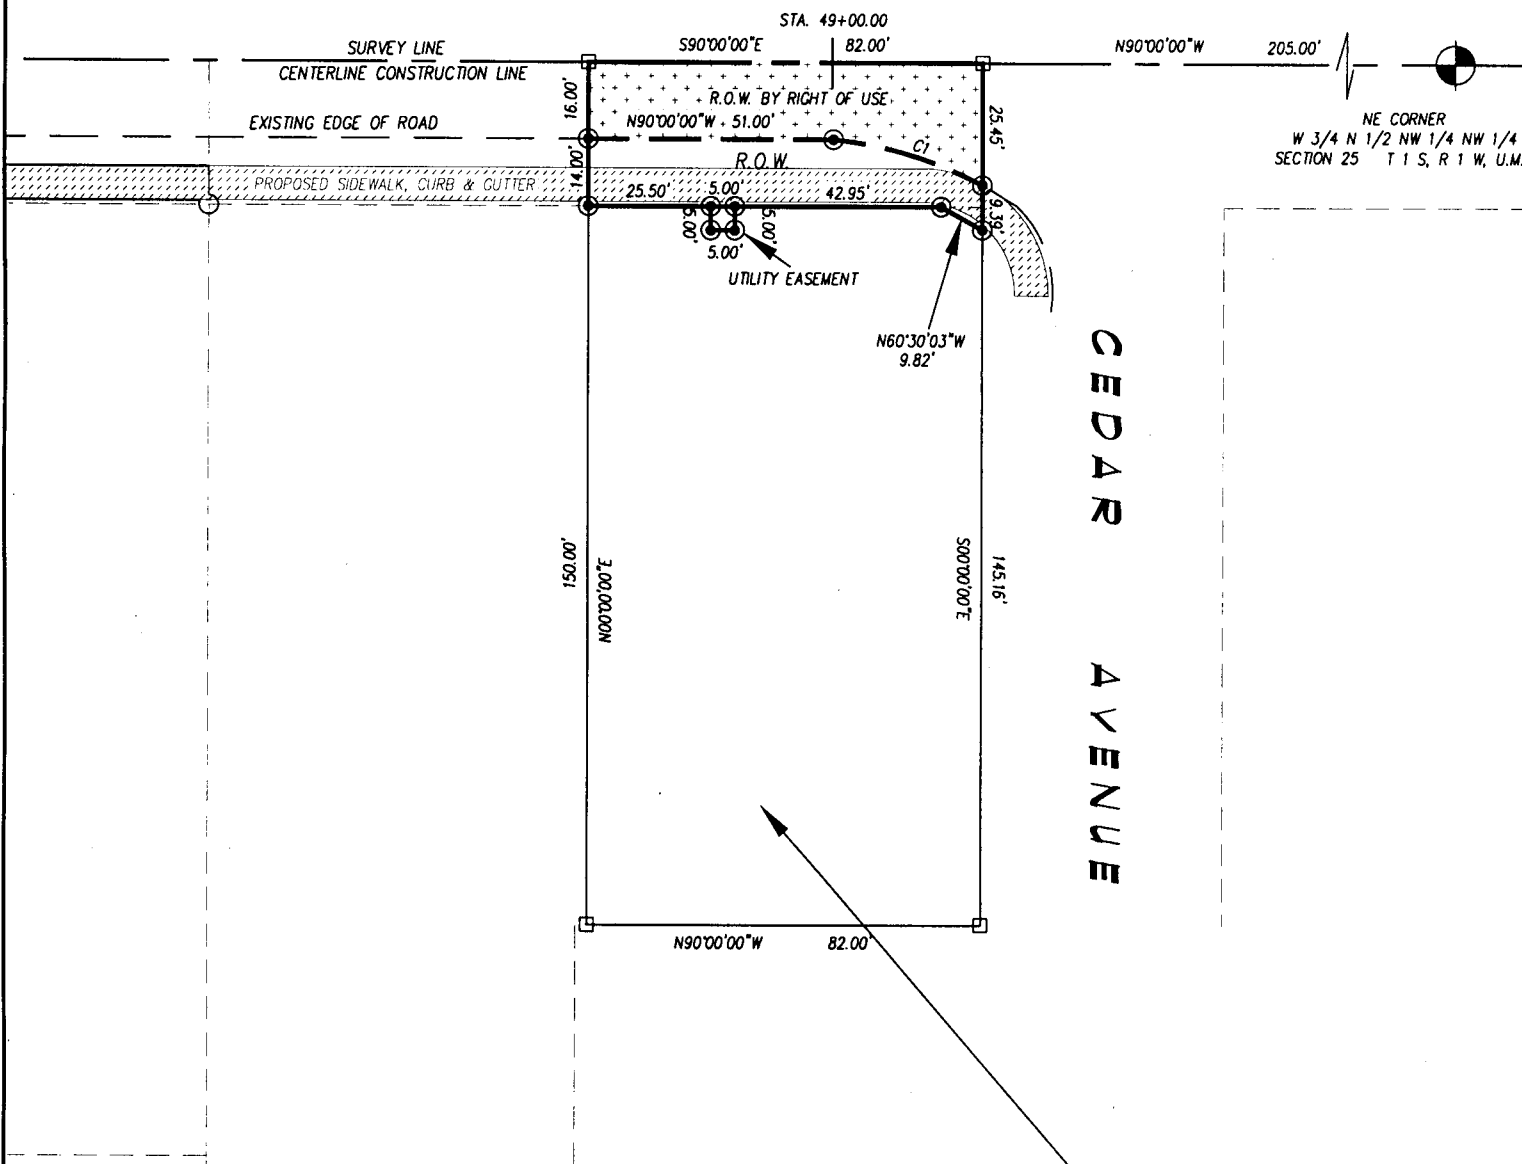 STA. 49+00.00
SURVEY LINE
S90°00'00"E 82.00'
N90°00'00"W 205.00'
CENTERLINE CONSTRUCTION LINE
16.00'
R.O.W. BY RIGHT OF USE
25.45'
EXISTING EDGE OF ROAD
N90°00'00"W 51.00'
NE CORNER
W 3/4 N 1/2 NW 1/4 NW 1/4
SECTION 25 T 1 S, R 1 W, U.M.
C1
14.00'
R.O.W.
PROPOSED SIDEWALK, CURB & GUTTER
25.50'
5.00'
42.95'
9.39'
5.00'
5.00'
5.00'
UTILITY EASEMENT
N60°30'03"W
9.82'
CEDAR AVENUE
150.00'
N00°00'00"E
S00°00'00"E
145.16'
N90°00'00"W 82.00'